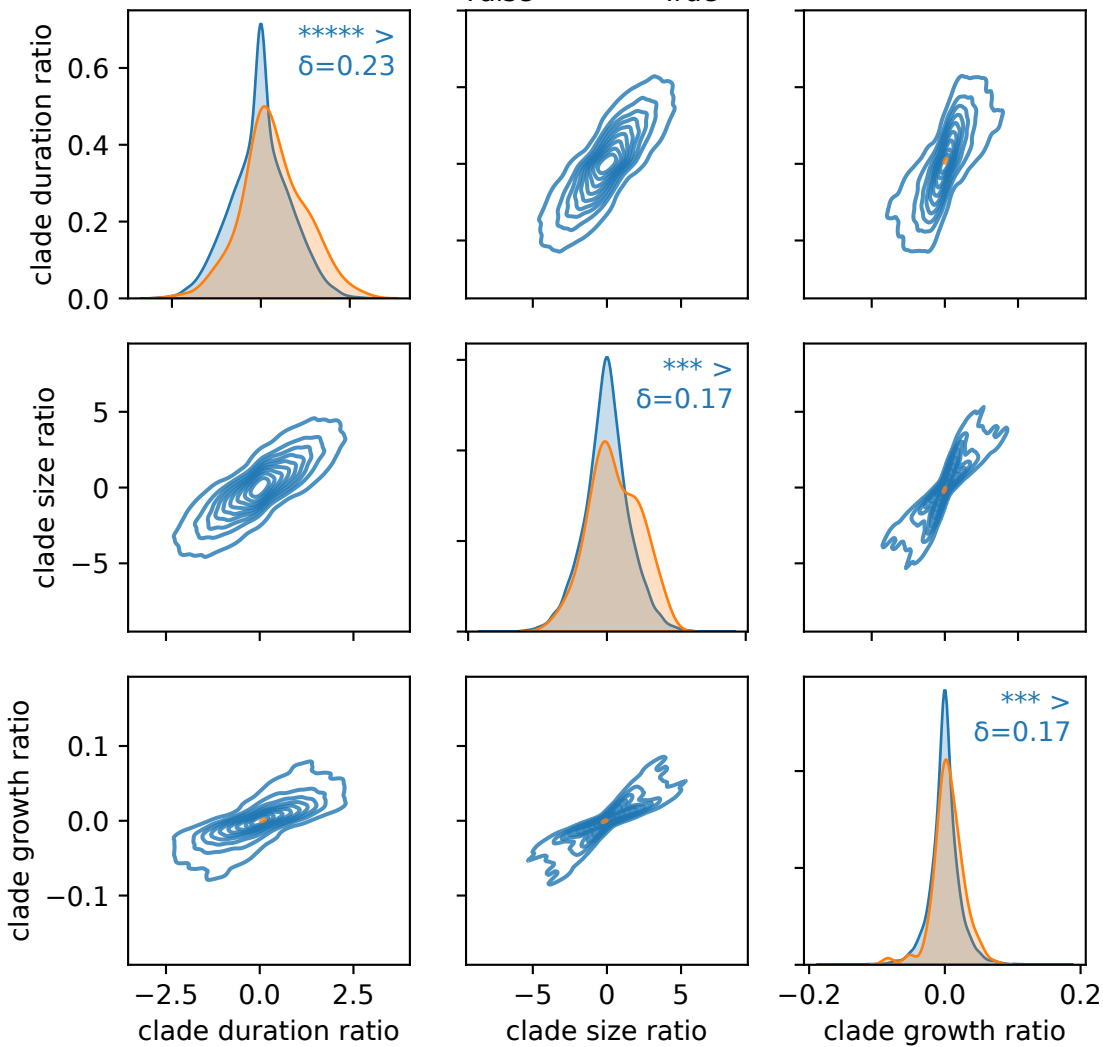 ***** >
δ=0.23
clade duration ratio
0.6
0.4
0.2
0.0
*** >
δ=0.17
clade size ratio
5
0
−5
*** >
δ=0.17
clade growth ratio
0.1
0.0
−0.1
−2.5 0.0 2.5 −5 0 5 −0.2 0.0 0.2
clade duration ratio clade size ratio clade growth ratio